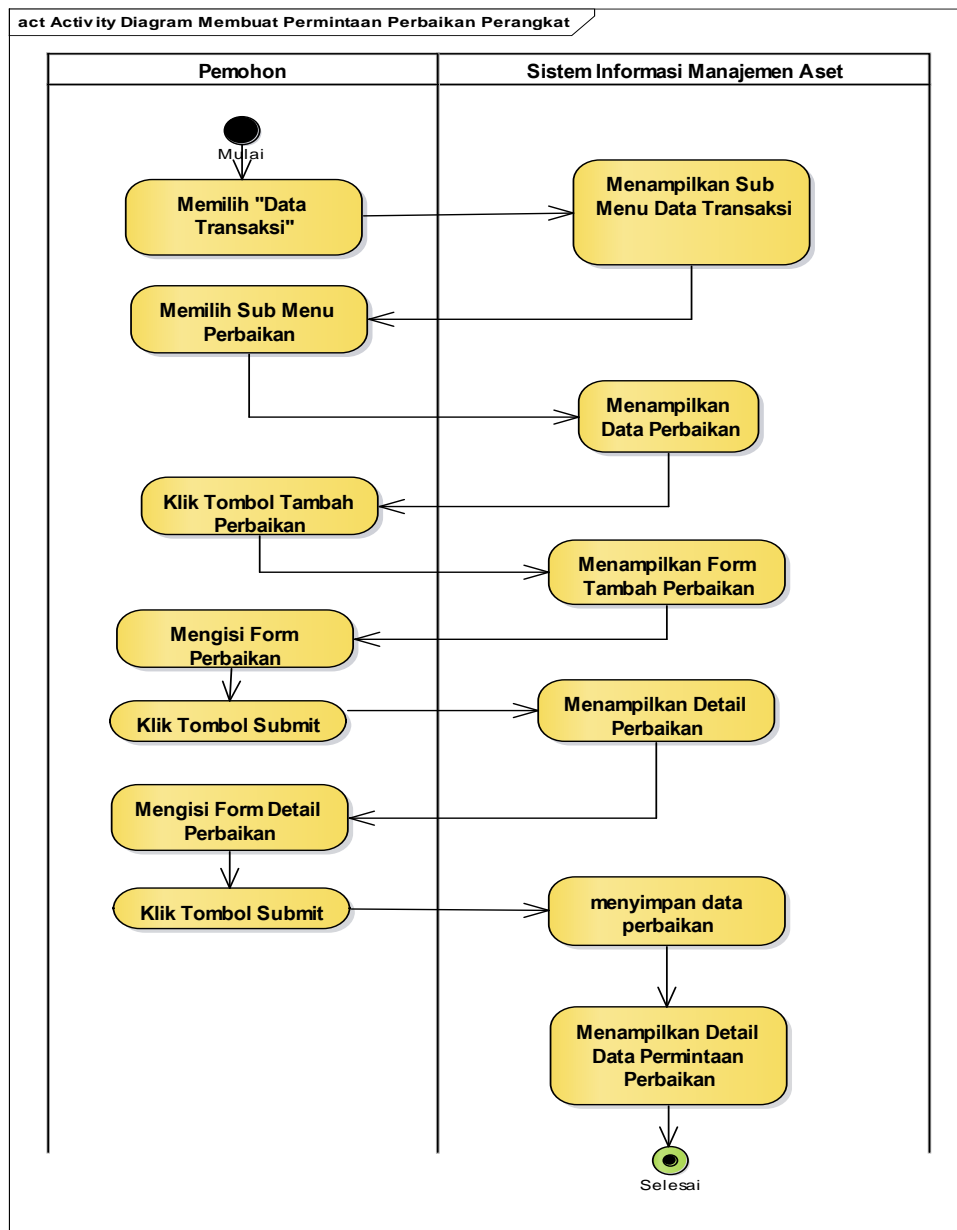 act Activity Diagram Membuat Permintaan Perbaikan Perangkat
Pemohon
Sistem Informasi Manajemen Aset
Mulai
Memilih "Data
Transaksi"
Menampilkan Sub
Menu Data Transaksi
Memilih Sub Menu
Perbaikan
Menampilkan
Data Perbaikan
Klik Tombol Tambah
Perbaikan
Menampilkan Form
Tambah Perbaikan
Mengisi Form
Perbaikan
Klik Tombol Submit
Menampilkan Detail
Perbaikan
Mengisi Form Detail
Perbaikan
Klik Tombol Submit
menyimpan data
perbaikan
Menampilkan Detail
Data Permintaan
Perbaikan
Selesai